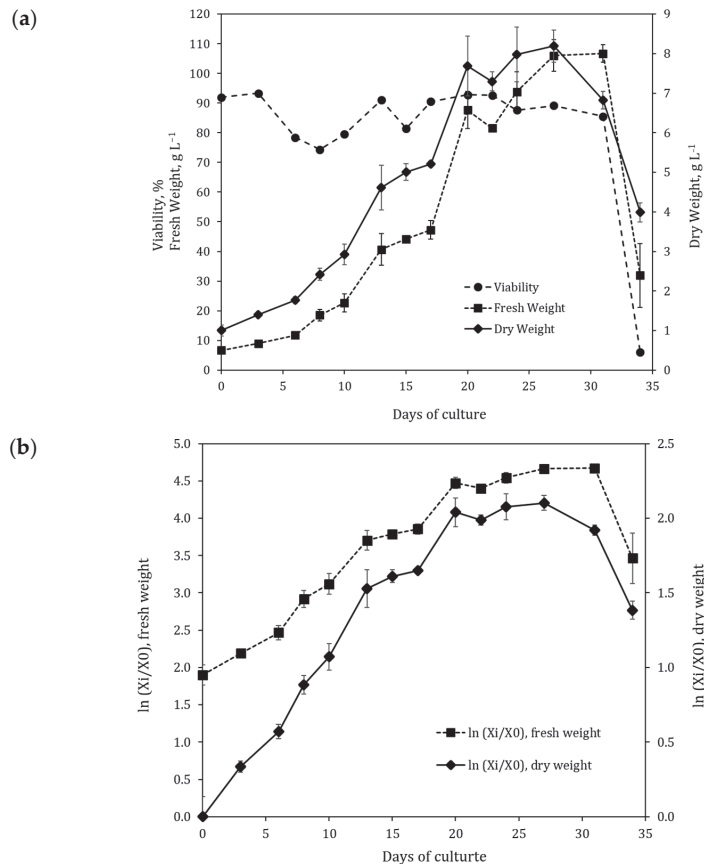 (a)
120
110
100
90
80
70
60
50
40
30
20
10
0
Viability, %
Fresh Weight, g L⁻¹
9
8
7
6
5
4
3
2
1
0
Dry Weight, g L⁻¹
Viability
Fresh Weight
Dry Weight
0 5 10 15 20 25 30 35
Days of culture
(b)
5.0
4.5
4.0
3.5
3.0
2.5
2.0
1.5
1.0
0.5
0.0
ln (Xi/X0), fresh weight
2.5
2.0
1.5
1.0
0.5
0.0
ln (Xi/X0), dry weight
ln (Xi/X0), fresh weight
ln (Xi/X0), dry weight
0 5 10 15 20 25 30 35
Days of culturte